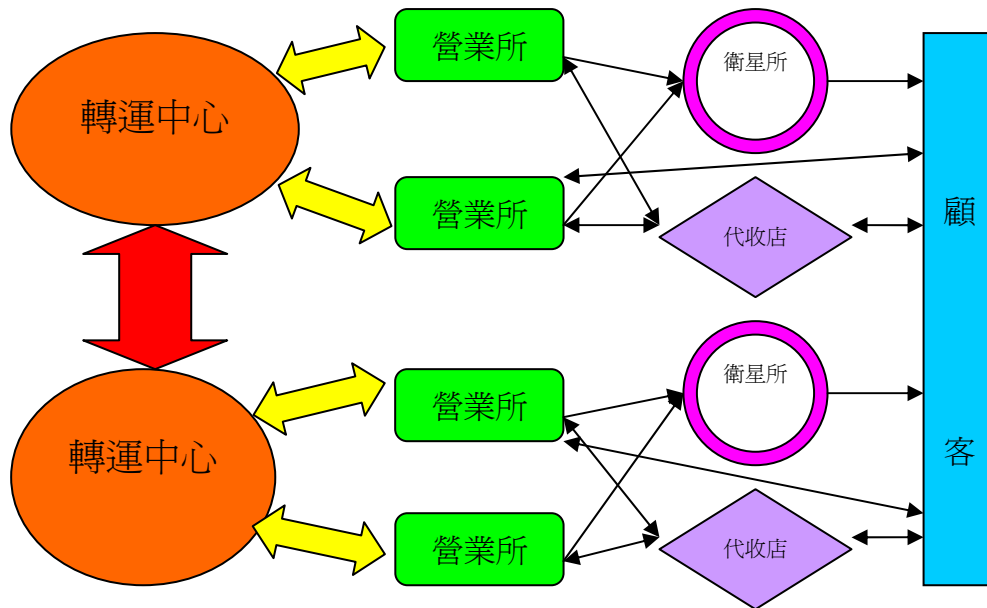 轉運中心
營業所
衛星所
營業所
代收店
顧
客
轉運中心
營業所
衛星所
營業所
代收店